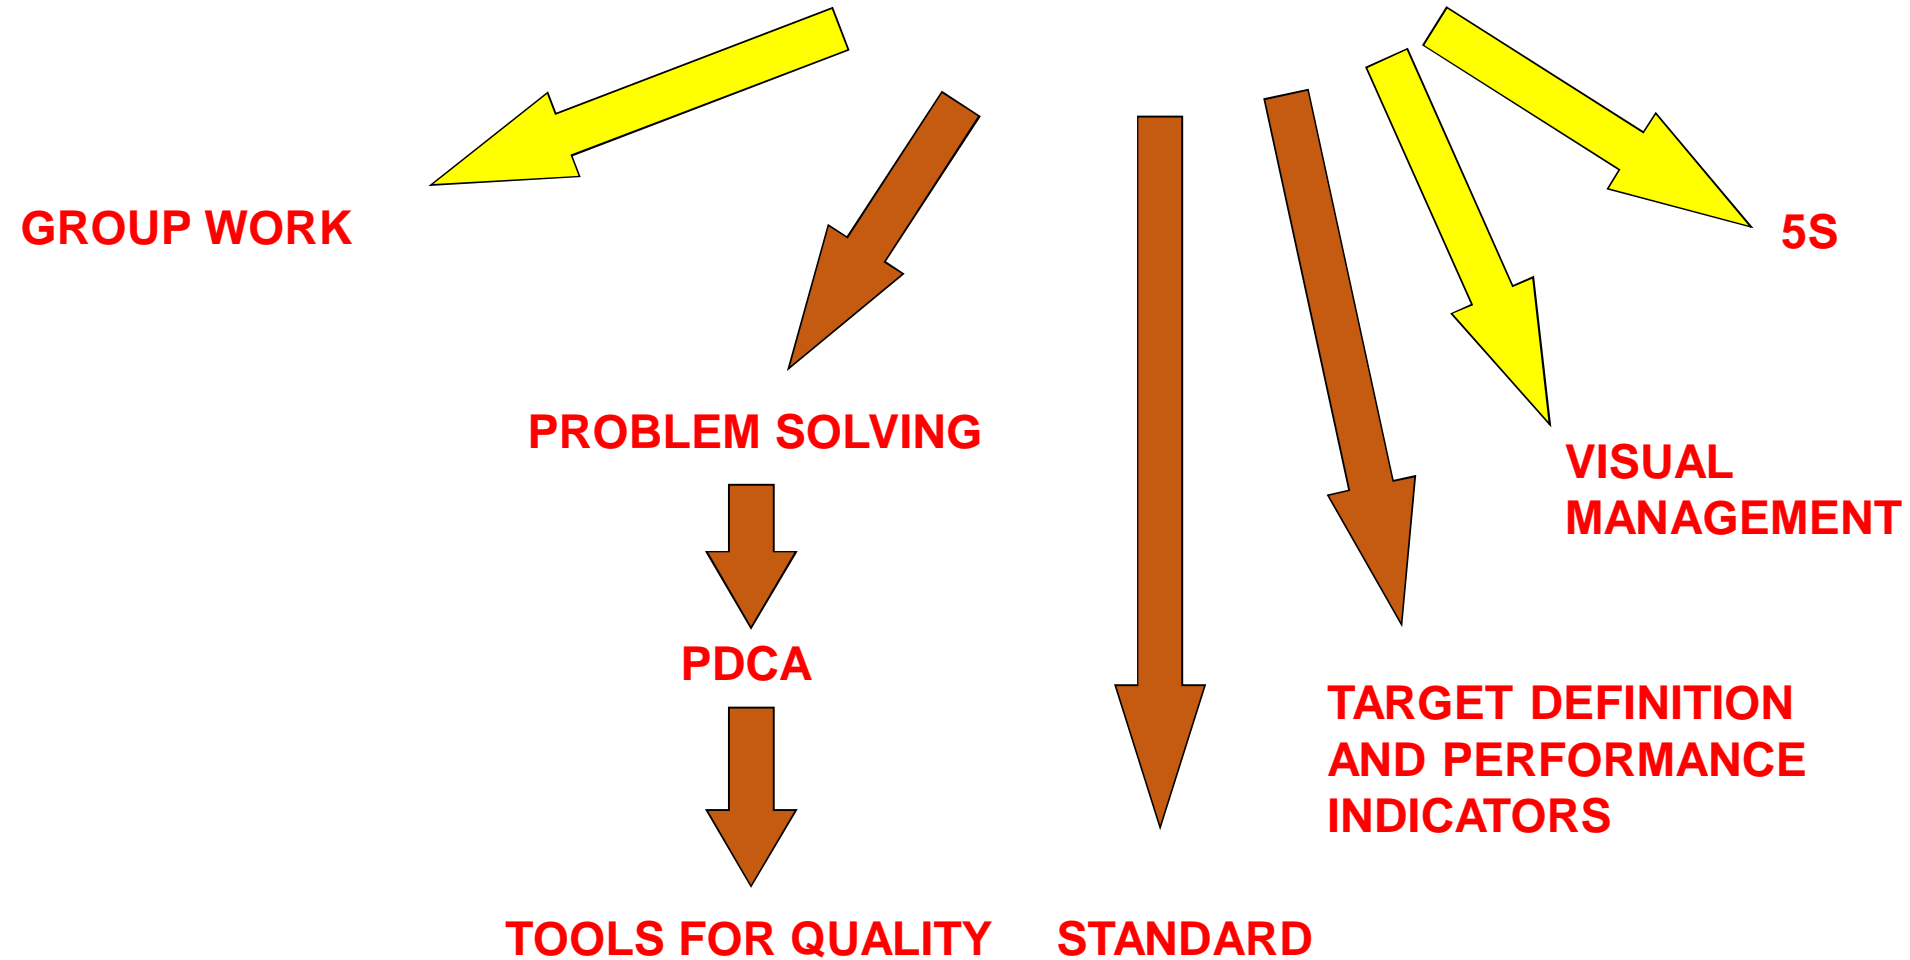 GROUP WORK
5S
PROBLEM SOLVING
VISUAL
MANAGEMENT
PDCA
TARGET DEFINITION
AND PERFORMANCE
INDICATORS
TOOLS FOR QUALITY
STANDARD